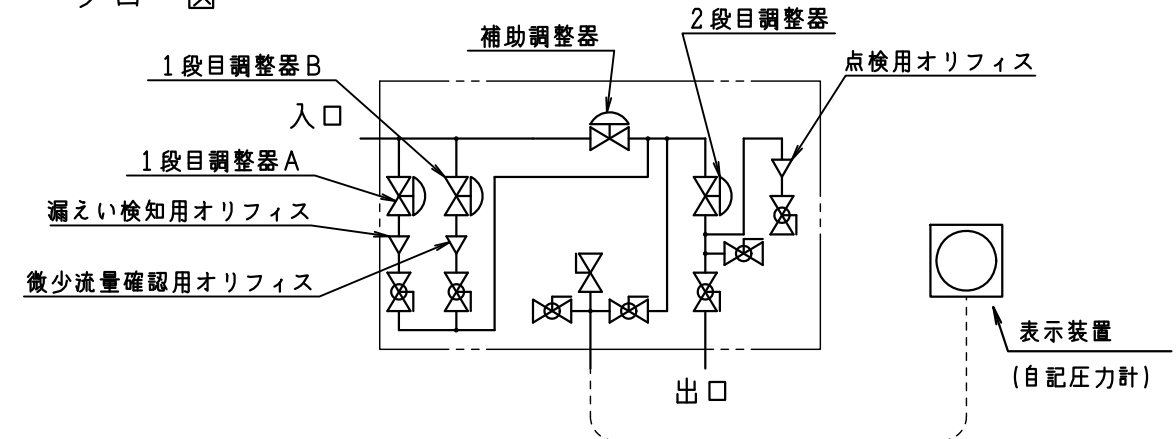 フロー図
2段目調整器
補助調整器
1段目調整器B
点検用オリフィス
入口
1段目調整器A
漏えい検知用オリフィス
微少流量確認用オリフィス
表示装置
(自記圧力計)
出口